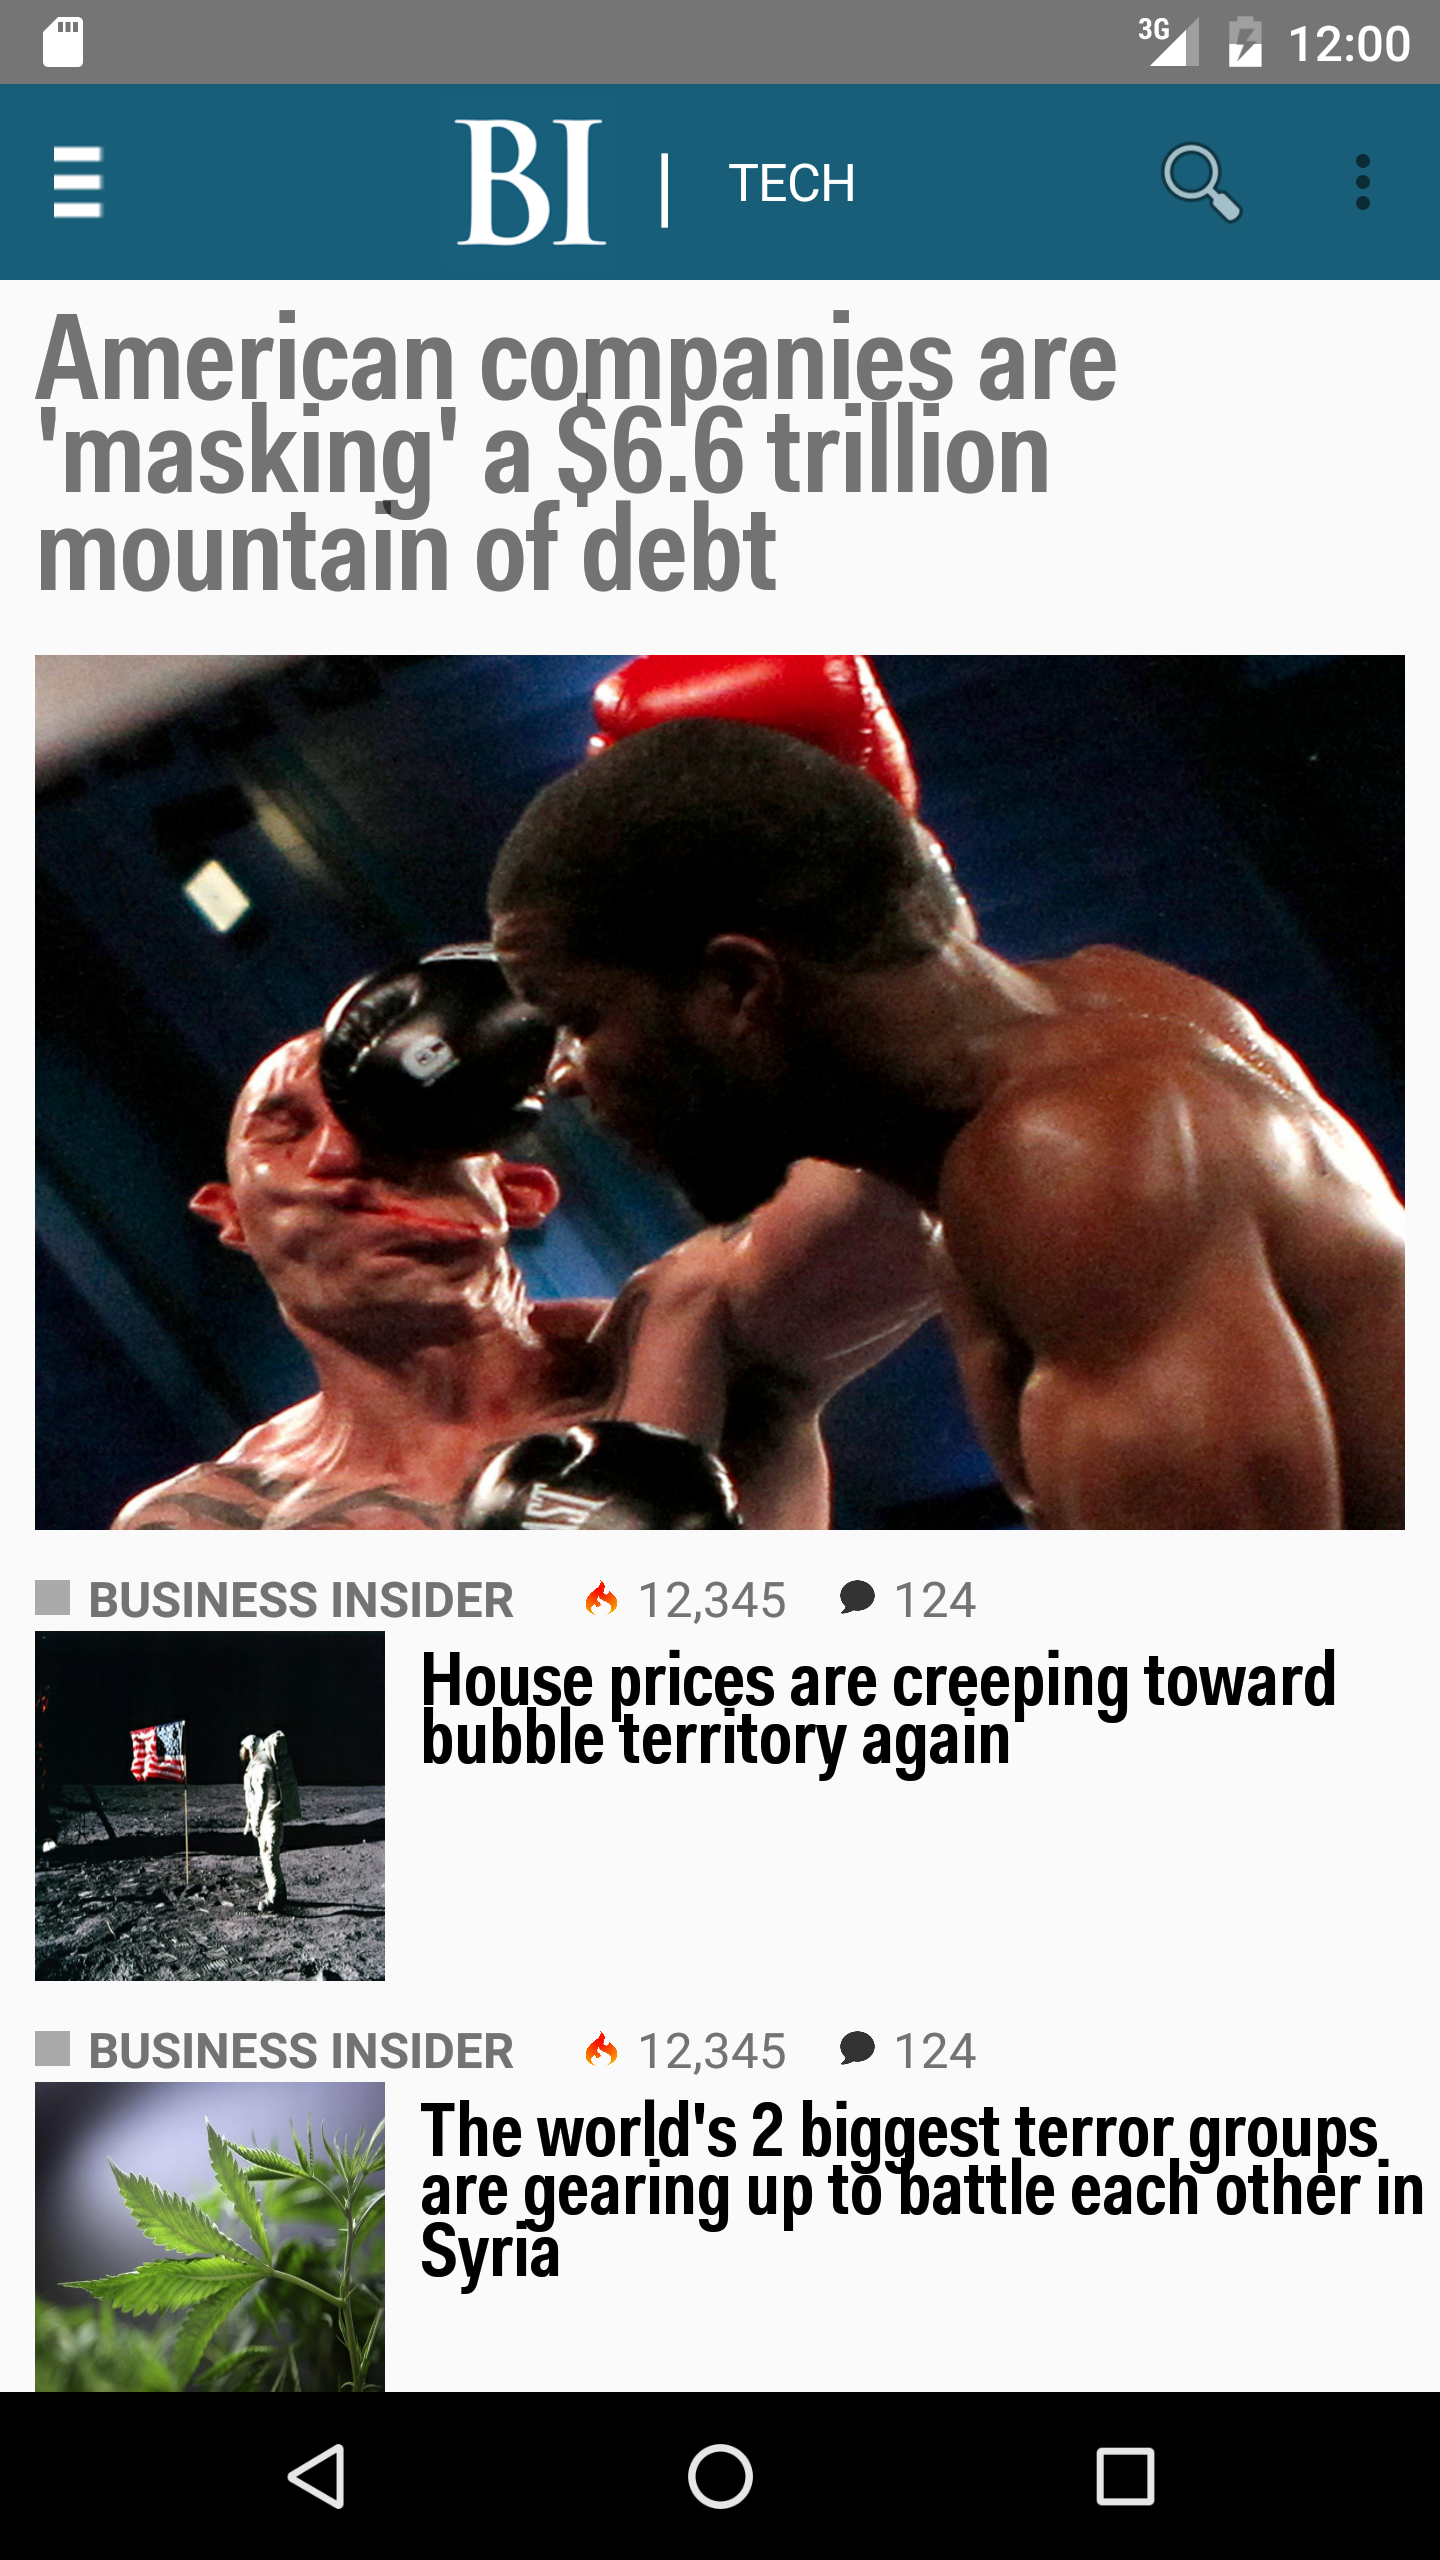 3G 12:00
BI | TECH
American companies are
'masking' a $6.6 trillion
mountain of debt
BUSINESS INSIDER 12,345 124
House prices are creeping toward
bubble territory again
BUSINESS INSIDER 12,345 124
The world's 2 biggest terror groups
are gearing up to battle each other in
Syria